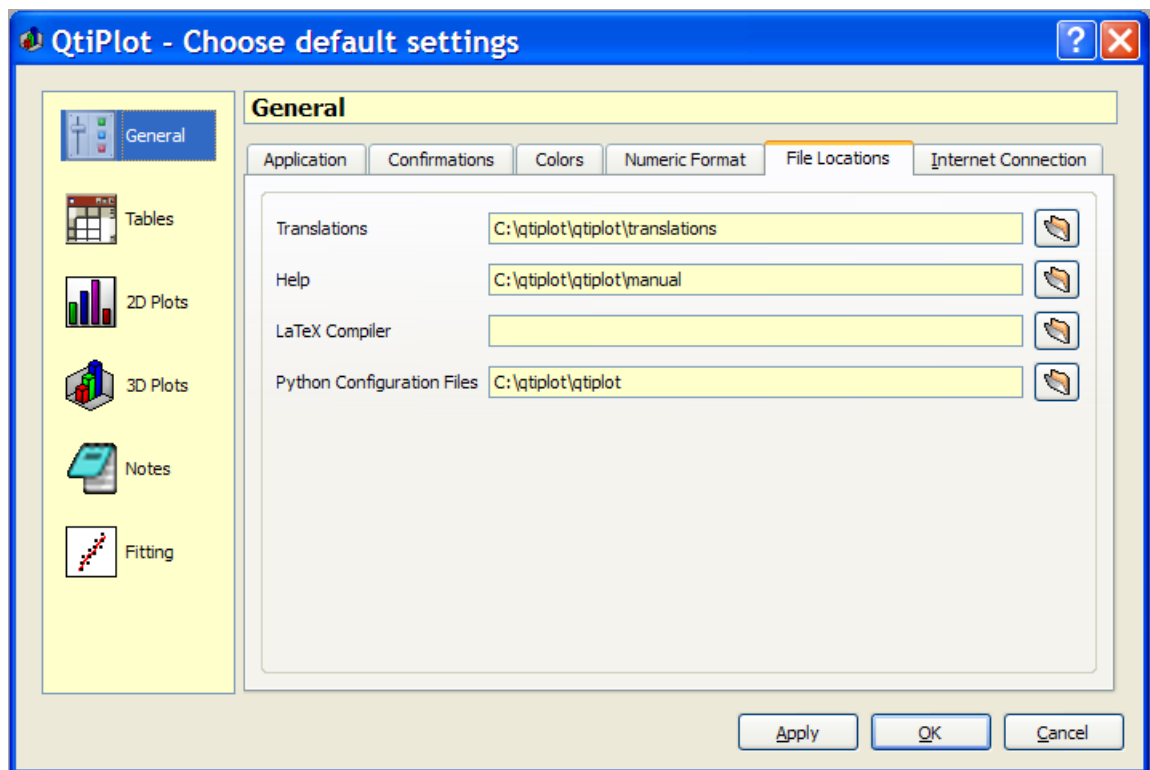 QtiPlot - Choose default settings
General
General
Application Confirmations Colors Numeric Format File Locations Internet Connection
Tables
Translations C:\qtiplot\qtiplot\translations
Help C:\qtiplot\qtiplot\manual
2D Plots
LaTeX Compiler
3D Plots
Python Configuration Files C:\qtiplot\qtiplot
Notes
Fitting
Apply OK Cancel